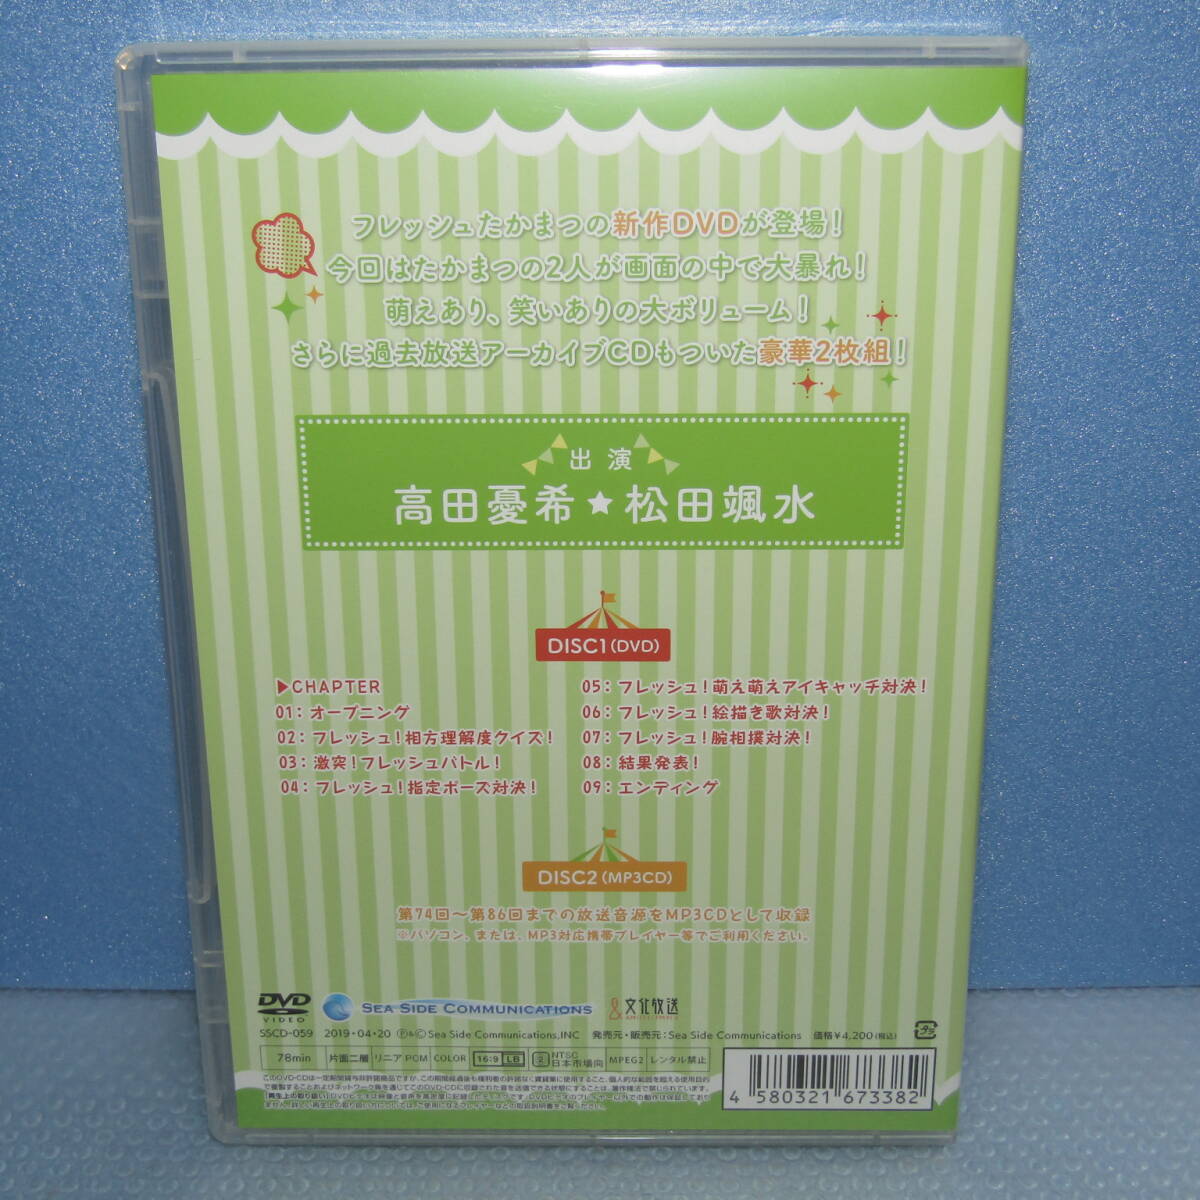 フレッシュたかまつの新作DVDが登場!
今回はたかまつの2人が画面の中で大暴れ!
萌えあり、笑いありの大ボリューム!
さらに過去放送アーカイブCDもついた豪華2枚組!
出演
高田憂希★松田颯水
DISC1(DVD)
▶CHAPTER
01: オープニング
02: フレッシュ!相方理解度クイズ!
03: 激突!フレッシュバトル!
04: フレッシュ!指定ポーズ対決!
05: フレッシュ!萌え萌えアイキャッチ対決!
06: フレッシュ!絵描き歌対決!
07: フレッシュ!腕相撲対決!
08: 結果発表!
09: エンディング
DISC2(MP3CD)
第74回～第86回までの放送音源をMP3CDとして収録
※パソコン、または、MP3対応携帯プレイヤー等でご利用ください。
DVD VIDEO
SEA SIDE COMMUNICATIONS
文化放送
SSCD-059 2019・04・20 Ⓟ&Ⓒ Sea Side Communications,INC 発売元・販売元:Sea Side Communications 価格¥4,200(税込)
78min 片面二層 リニアPCM COLOR 16:9 LB 2 NTSC 日本市場向 MPEG2 レンタル禁止
4 580321 673382